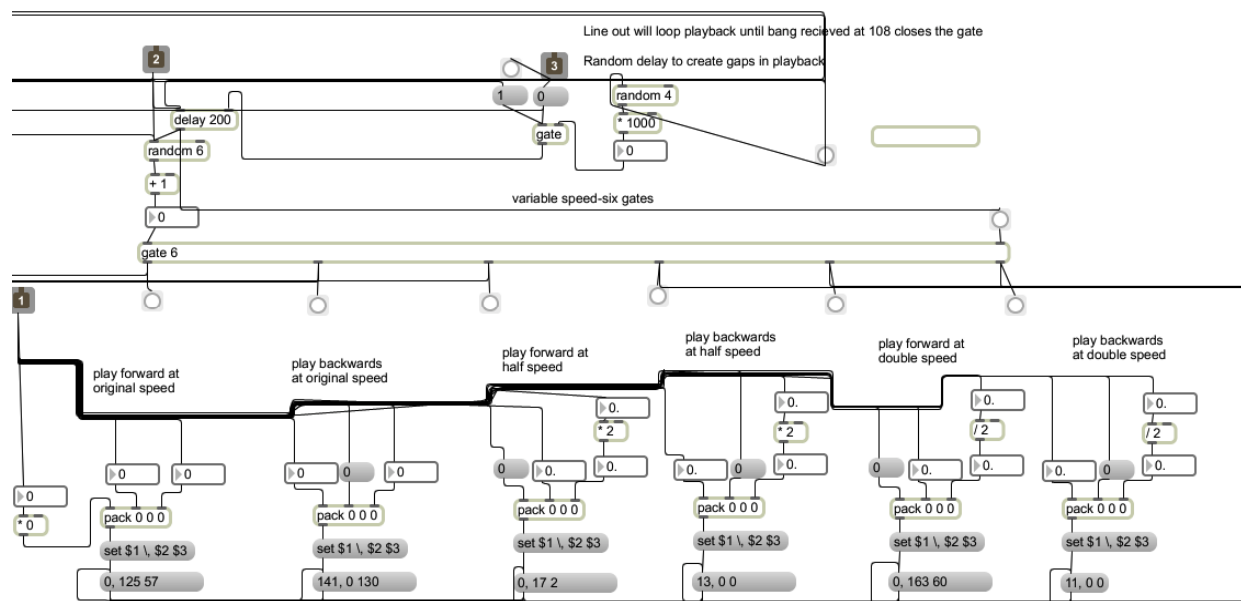 Line out will loop playback until bang recieved at 108 closes the gate
2
3
Random delay to create gaps in playback
1
0
random 4
delay 200
* 1000
gate
random 6
0
+ 1
variable speed-six gates
0
gate 6
1
play forward at
original speed
play backwards
at original speed
play forward at
half speed
play backwards
at half speed
play forward at
double speed
play backwards
at double speed
0.
0.
0.
0.
* 2
* 2
/ 2
/ 2
0
0
0
0
0
0
0.
0.
0.
0
0.
0
0.
0.
0.
0
0.
0
* 0
pack 0 0 0
pack 0 0 0
pack 0 0 0
pack 0 0 0
pack 0 0 0
pack 0 0 0
set $1 \, $2 $3
set $1 \, $2 $3
set $1 \, $2 $3
set $1 \, $2 $3
set $1 \, $2 $3
set $1 \, $2 $3
0, 125 57
141, 0 130
0, 17 2
13, 0 0
0, 163 60
11, 0 0